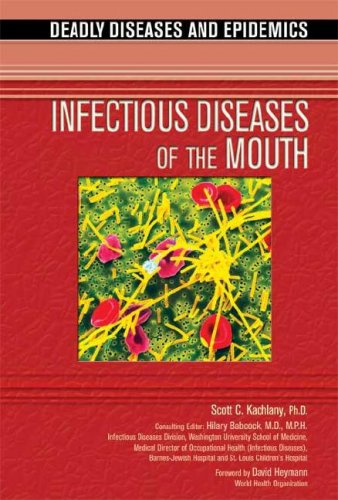 DEADLY DISEASES AND EPIDEMICS
INFECTIOUS DISEASES
OF THE MOUTH
Scott C. Kachlany, Ph.D.
Consulting Editor: Hilary Babcock, M.D., M.P.H.
Infectious Diseases Division, Washington University School of Medicine,
Medical Director of Occupational Health (Infectious Diseases),
Barnes-Jewish Hospital and St. Louis Children's Hospital
Foreword by David Heymann
World Health Organization